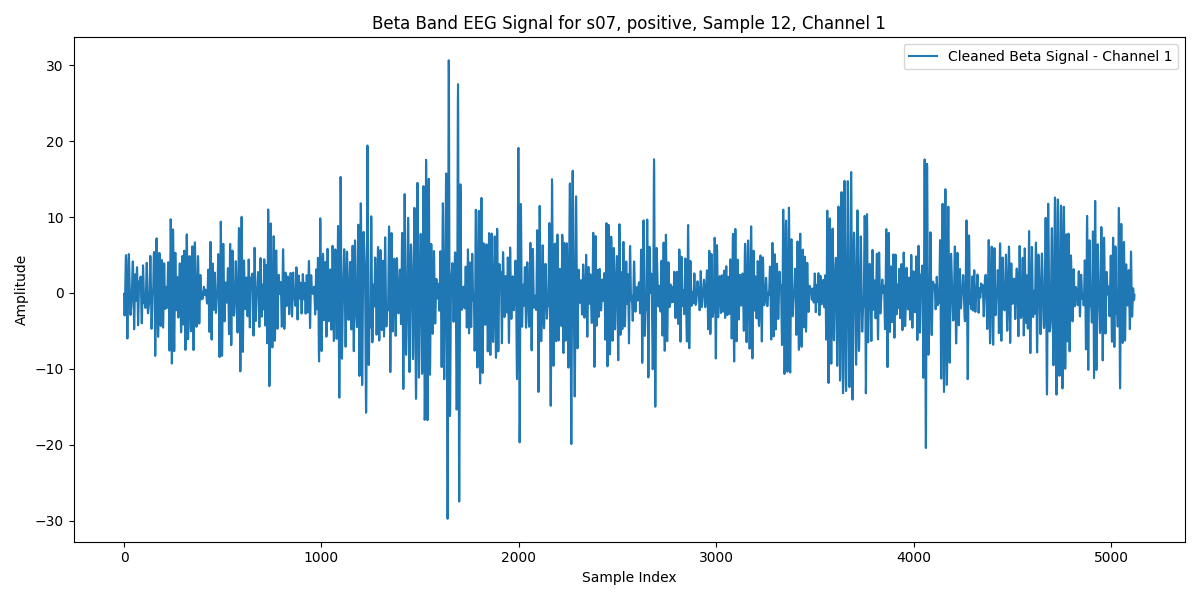 Beta Band EEG Signal for s07, positive, Sample 12, Channel 1
Cleaned Beta Signal - Channel 1
Amplitude
30
20
10
0
−10
−20
−30
0 1000 2000 3000 4000 5000
Sample Index